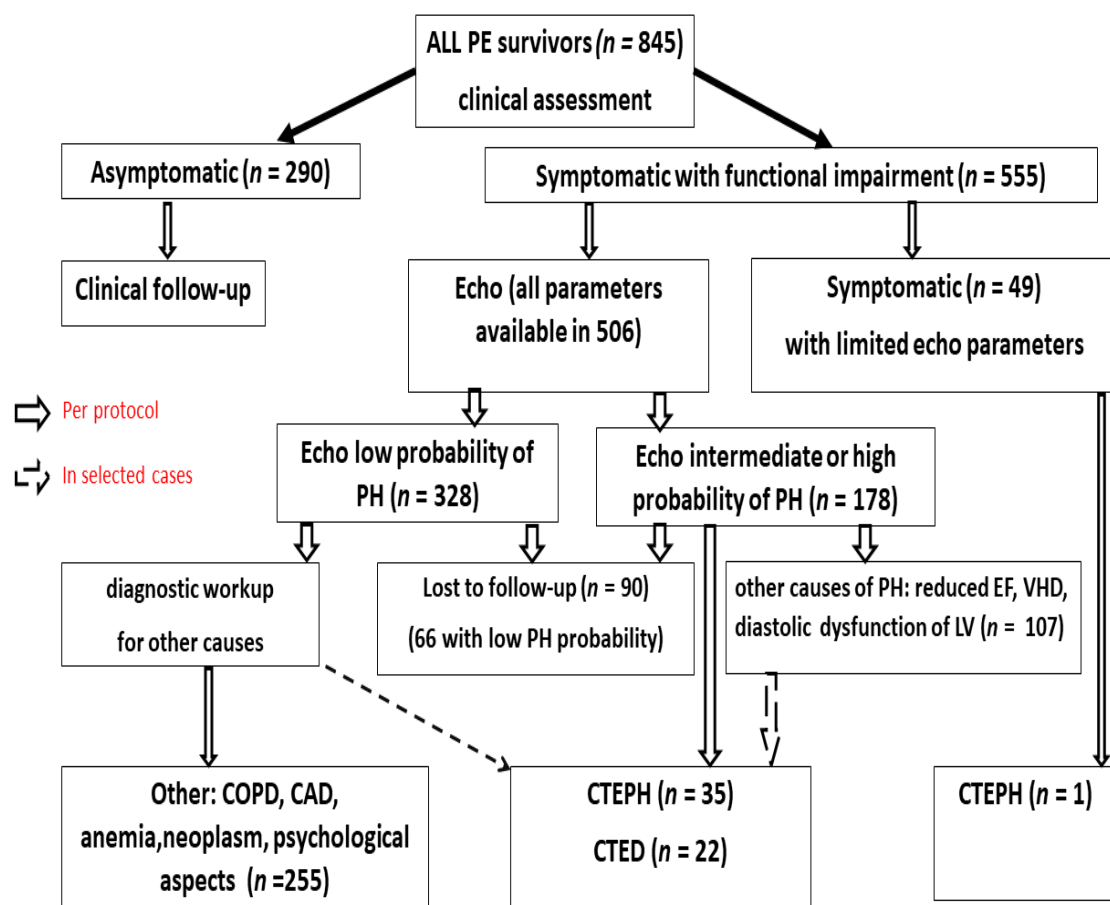 ALL PE survivors (n = 845)
clinical assessment
Asymptomatic (n = 290)
Symptomatic with functional impairment (n = 555)
Clinical follow-up
Echo (all parameters
available in 506)
Symptomatic (n = 49)
with limited echo parameters
Per protocol
In selected cases
Echo low probability of
PH (n = 328)
Echo intermediate or high
probability of PH (n = 178)
diagnostic workup
for other causes
Lost to follow-up (n = 90)
(66 with low PH probability)
other causes of PH: reduced EF, VHD,
diastolic dysfunction of LV (n = 107)
Other: COPD, CAD,
anemia,neoplasm, psychological
aspects (n =255)
CTEPH (n = 35)
CTED (n = 22)
CTEPH (n = 1)